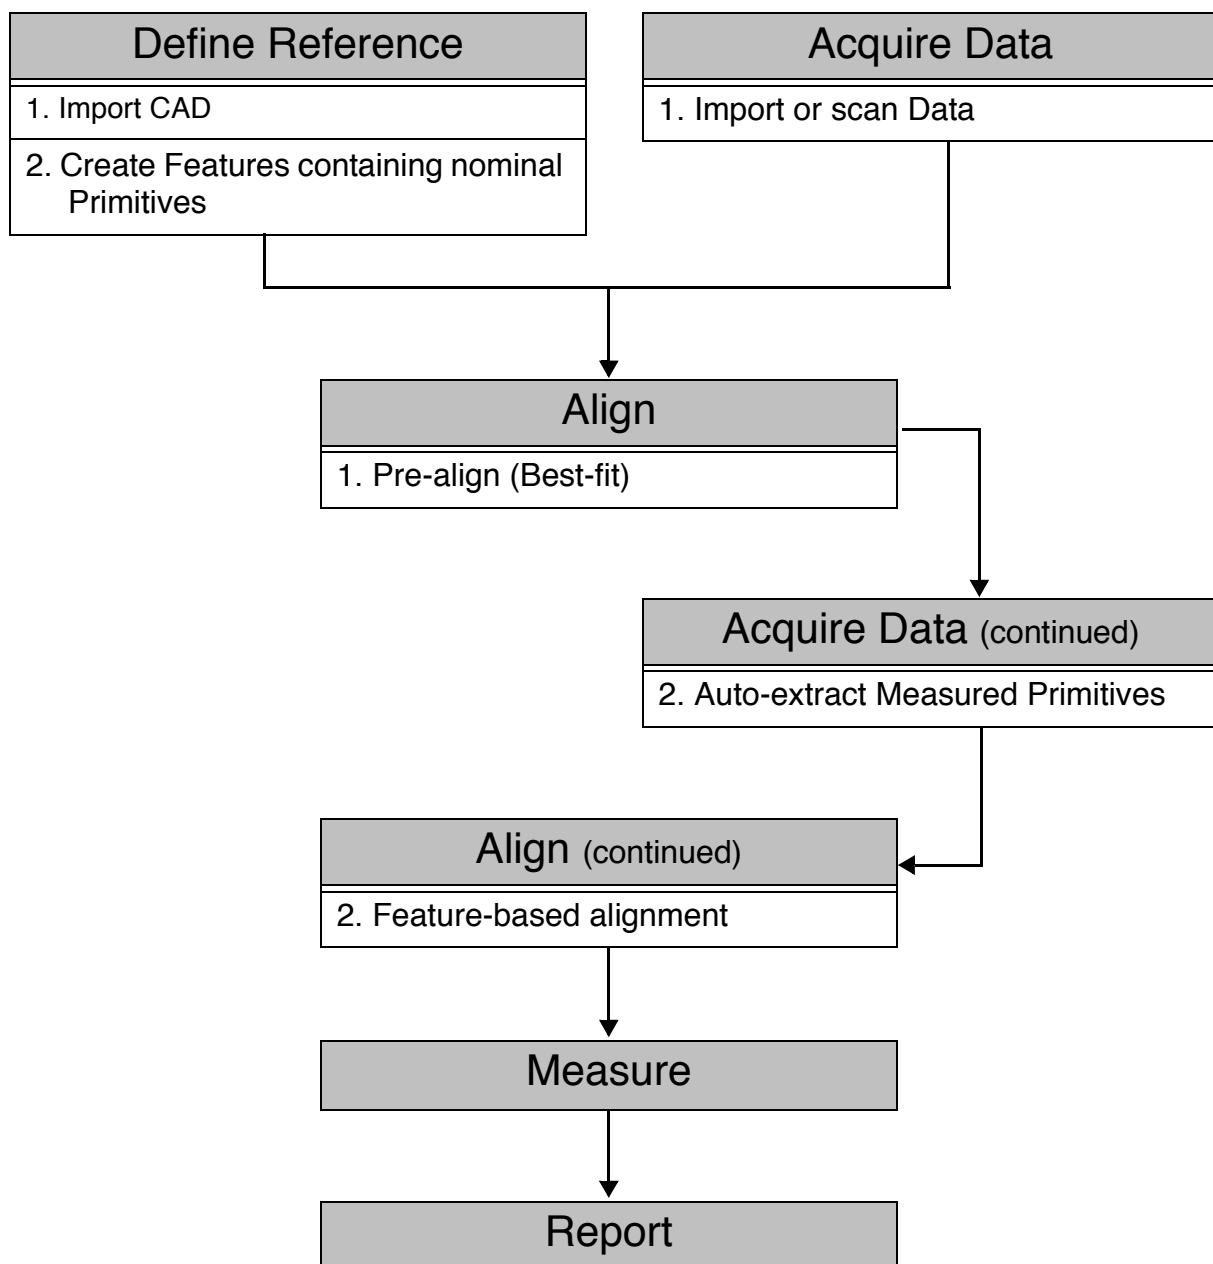 Define Reference
1. Import CAD
2. Create Features containing nominal
Primitives
Acquire Data
1. Import or scan Data
Align
1. Pre-align (Best-fit)
Acquire Data (continued)
2. Auto-extract Measured Primitives
Align (continued)
2. Feature-based alignment
Measure
Report